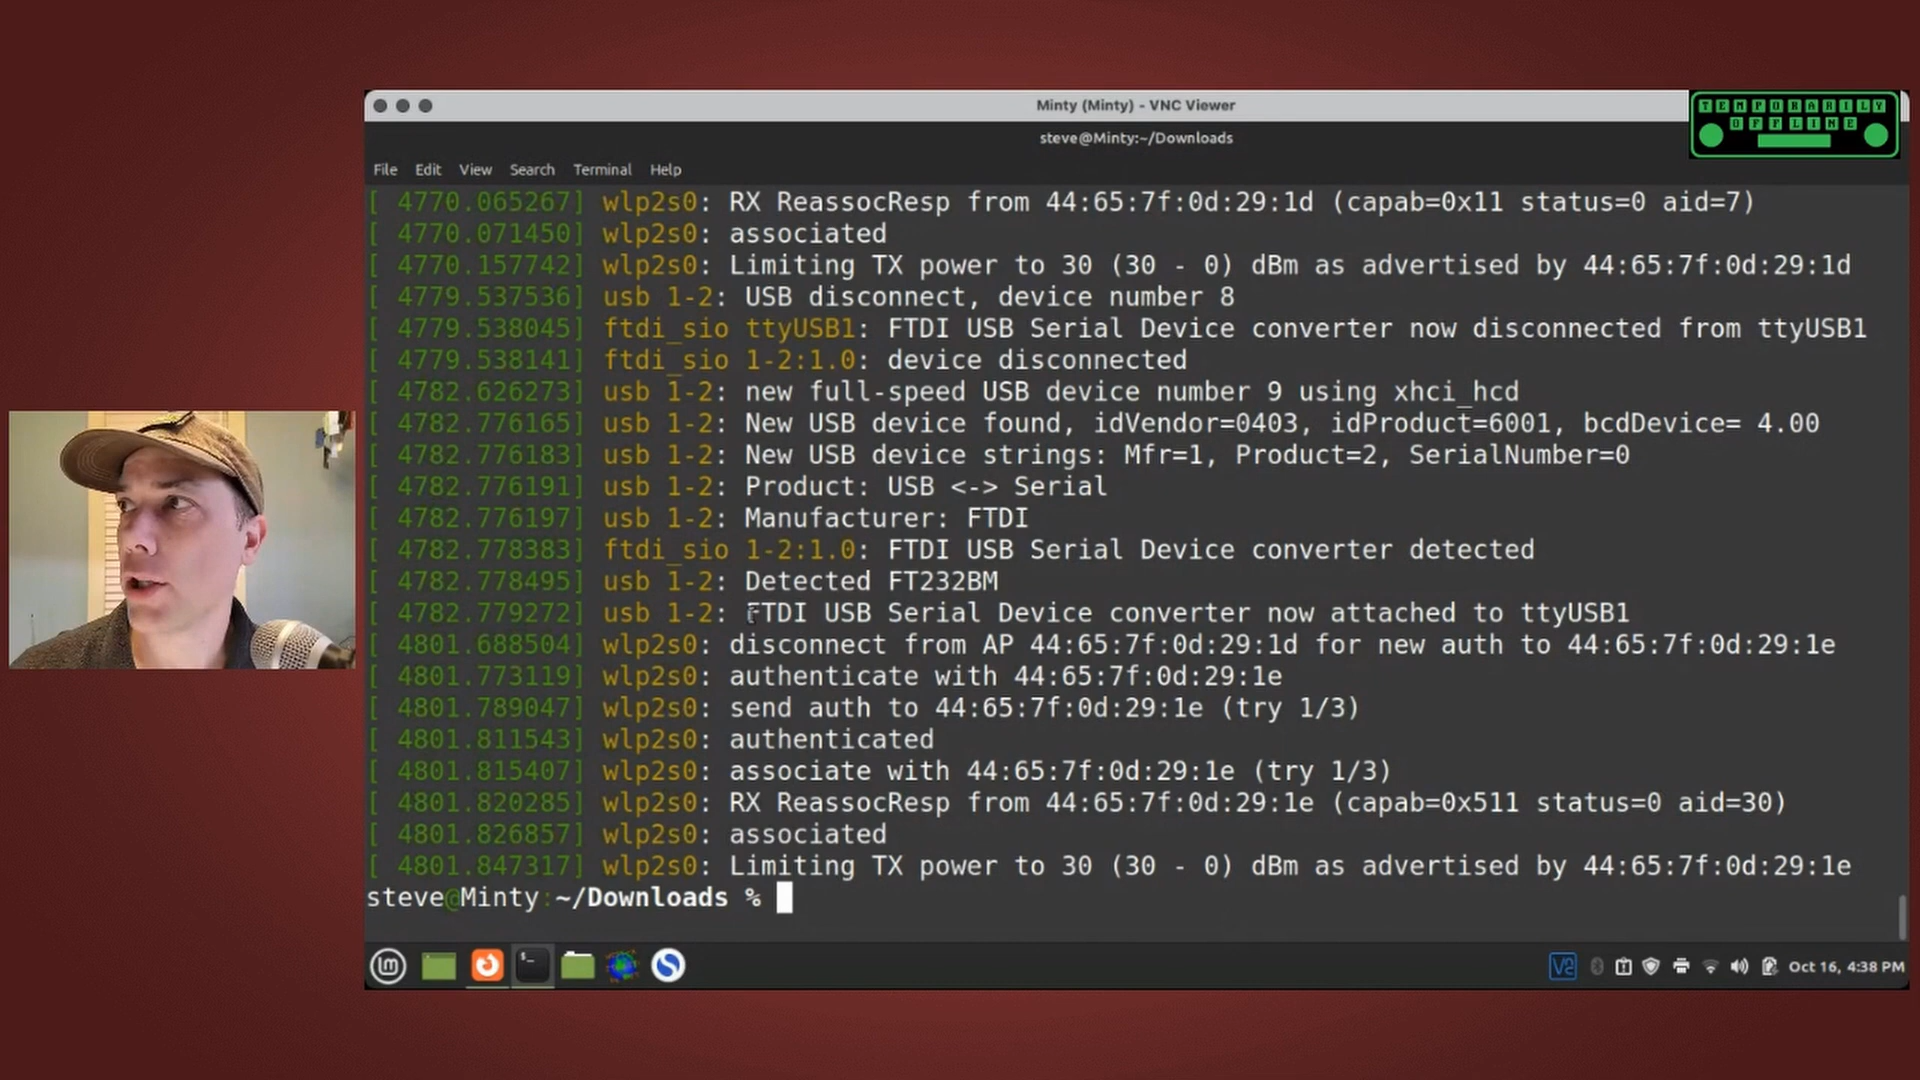 Minty (Minty) - VNC Viewer
TEMPORARILY
OFFLINE
steve@Minty:~/Downloads
File Edit View Search Terminal Help
[ 4770.065267] wlp2s0: RX ReassocResp from 44:65:7f:0d:29:1d (capab=0x11 status=0 aid=7)
[ 4770.071450] wlp2s0: associated
[ 4770.157742] wlp2s0: Limiting TX power to 30 (30 - 0) dBm as advertised by 44:65:7f:0d:29:1d
[ 4779.537536] usb 1-2: USB disconnect, device number 8
[ 4779.538045] ftdi_sio ttyUSB1: FTDI USB Serial Device converter now disconnected from ttyUSB1
[ 4779.538141] ftdi_sio 1-2:1.0: device disconnected
[ 4782.626273] usb 1-2: new full-speed USB device number 9 using xhci_hcd
[ 4782.776165] usb 1-2: New USB device found, idVendor=0403, idProduct=6001, bcdDevice= 4.00
[ 4782.776183] usb 1-2: New USB device strings: Mfr=1, Product=2, SerialNumber=0
[ 4782.776191] usb 1-2: Product: USB <-> Serial
[ 4782.776197] usb 1-2: Manufacturer: FTDI
[ 4782.778383] ftdi_sio 1-2:1.0: FTDI USB Serial Device converter detected
[ 4782.778495] usb 1-2: Detected FT232BM
[ 4782.779272] usb 1-2: FTDI USB Serial Device converter now attached to ttyUSB1
[ 4801.688504] wlp2s0: disconnect from AP 44:65:7f:0d:29:1d for new auth to 44:65:7f:0d:29:1e
[ 4801.773119] wlp2s0: authenticate with 44:65:7f:0d:29:1e
[ 4801.789047] wlp2s0: send auth to 44:65:7f:0d:29:1e (try 1/3)
[ 4801.811543] wlp2s0: authenticated
[ 4801.815407] wlp2s0: associate with 44:65:7f:0d:29:1e (try 1/3)
[ 4801.820285] wlp2s0: RX ReassocResp from 44:65:7f:0d:29:1e (capab=0x511 status=0 aid=30)
[ 4801.826857] wlp2s0: associated
[ 4801.847317] wlp2s0: Limiting TX power to 30 (30 - 0) dBm as advertised by 44:65:7f:0d:29:1e
steve@Minty:~/Downloads %
Oct 16, 4:38 PM